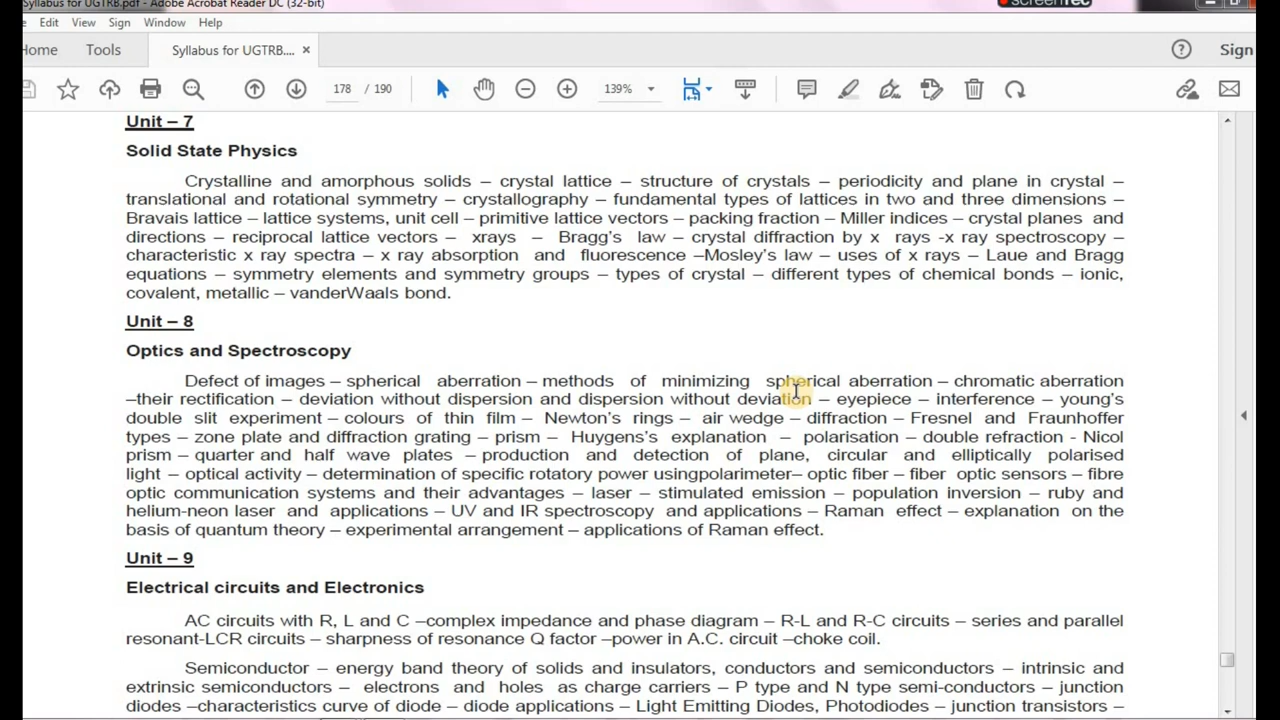 Syllabus for UGTRB.pdf - Adobe Acrobat Reader DC (32-bit)
Edit View Sign Window Help
Home Tools Syllabus for UGTRB.... × Sign
178 / 190 139%
Unit – 7
Solid State Physics
Crystalline and amorphous solids – crystal lattice – structure of crystals – periodicity and plane in crystal –
translational and rotational symmetry – crystallography – fundamental types of lattices in two and three dimensions –
Bravais lattice – lattice systems, unit cell – primitive lattice vectors – packing fraction – Miller indices – crystal planes and
directions – reciprocal lattice vectors – xrays – Bragg's law – crystal diffraction by x rays -x ray spectroscopy –
characteristic x ray spectra – x ray absorption and fluorescence –Mosley's law – uses of x rays – Laue and Bragg
equations – symmetry elements and symmetry groups – types of crystal – different types of chemical bonds – ionic,
covalent, metallic – vanderWaals bond.
Unit – 8
Optics and Spectroscopy
Defect of images – spherical aberration – methods of minimizing spherical aberration – chromatic aberration
–their rectification – deviation without dispersion and dispersion without deviation – eyepiece – interference – young's
double slit experiment – colours of thin film – Newton's rings – air wedge – diffraction – Fresnel and Fraunhoffer
types – zone plate and diffraction grating – prism – Huygens's explanation – polarisation – double refraction - Nicol
prism – quarter and half wave plates – production and detection of plane, circular and elliptically polarised
light – optical activity – determination of specific rotatory power usingpolarimeter– optic fiber – fiber optic sensors – fibre
optic communication systems and their advantages – laser – stimulated emission – population inversion – ruby and
helium-neon laser and applications – UV and IR spectroscopy and applications – Raman effect – explanation on the
basis of quantum theory – experimental arrangement – applications of Raman effect.
Unit – 9
Electrical circuits and Electronics
AC circuits with R, L and C –complex impedance and phase diagram – R-L and R-C circuits – series and parallel
resonant-LCR circuits – sharpness of resonance Q factor –power in A.C. circuit –choke coil.
Semiconductor – energy band theory of solids and insulators, conductors and semiconductors – intrinsic and
extrinsic semiconductors – electrons and holes as charge carriers – P type and N type semi-conductors – junction
diodes –characteristics curve of diode – diode applications – Light Emitting Diodes, Photodiodes – junction transistors –